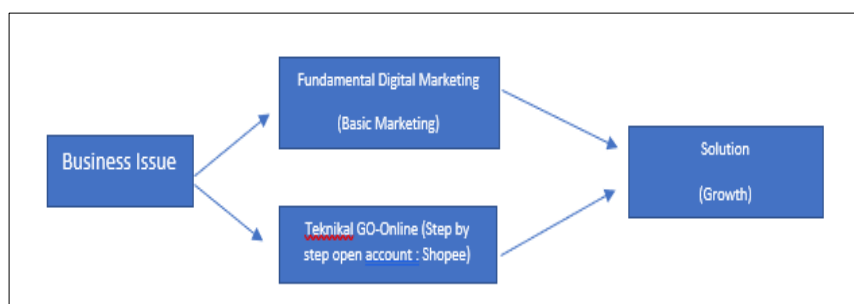 Business Issue
Fundamental Digital Marketing
(Basic Marketing)
Teknikal GO-Online (Step by
step open account : Shopee)
Solution
(Growth)